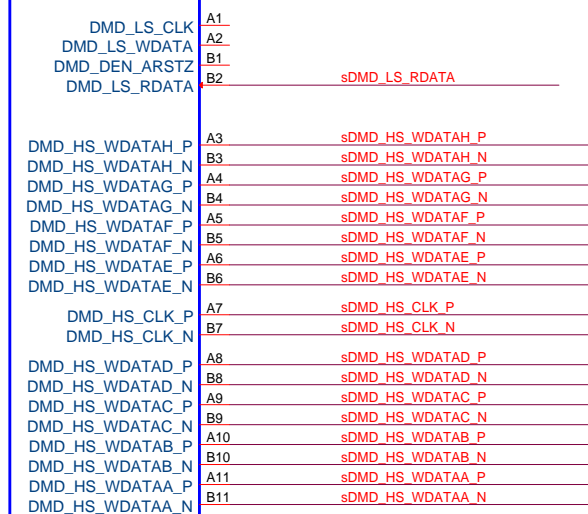 DMD_LS_CLK A1
DMD_LS_WDATA A2
DMD_DEN_ARSTZ B1
DMD_LS_RDATA B2 sDMD_LS_RDATA
DMD_HS_WDATAH_P A3 sDMD_HS_WDATAH_P
DMD_HS_WDATAH_N B3 sDMD_HS_WDATAH_N
DMD_HS_WDATAG_P A4 sDMD_HS_WDATAG_P
DMD_HS_WDATAG_N B4 sDMD_HS_WDATAG_N
DMD_HS_WDATAF_P A5 sDMD_HS_WDATAF_P
DMD_HS_WDATAF_N B5 sDMD_HS_WDATAF_N
DMD_HS_WDATAE_P A6 sDMD_HS_WDATAE_P
DMD_HS_WDATAE_N B6 sDMD_HS_WDATAE_N
DMD_HS_CLK_P A7 sDMD_HS_CLK_P
DMD_HS_CLK_N B7 sDMD_HS_CLK_N
DMD_HS_WDATAD_P A8 sDMD_HS_WDATAD_P
DMD_HS_WDATAD_N B8 sDMD_HS_WDATAD_N
DMD_HS_WDATAC_P A9 sDMD_HS_WDATAC_P
DMD_HS_WDATAC_N B9 sDMD_HS_WDATAC_N
DMD_HS_WDATAB_P A10 sDMD_HS_WDATAB_P
DMD_HS_WDATAB_N B10 sDMD_HS_WDATAB_N
DMD_HS_WDATAA_P A11 sDMD_HS_WDATAA_P
DMD_HS_WDATAA_N B11 sDMD_HS_WDATAA_N